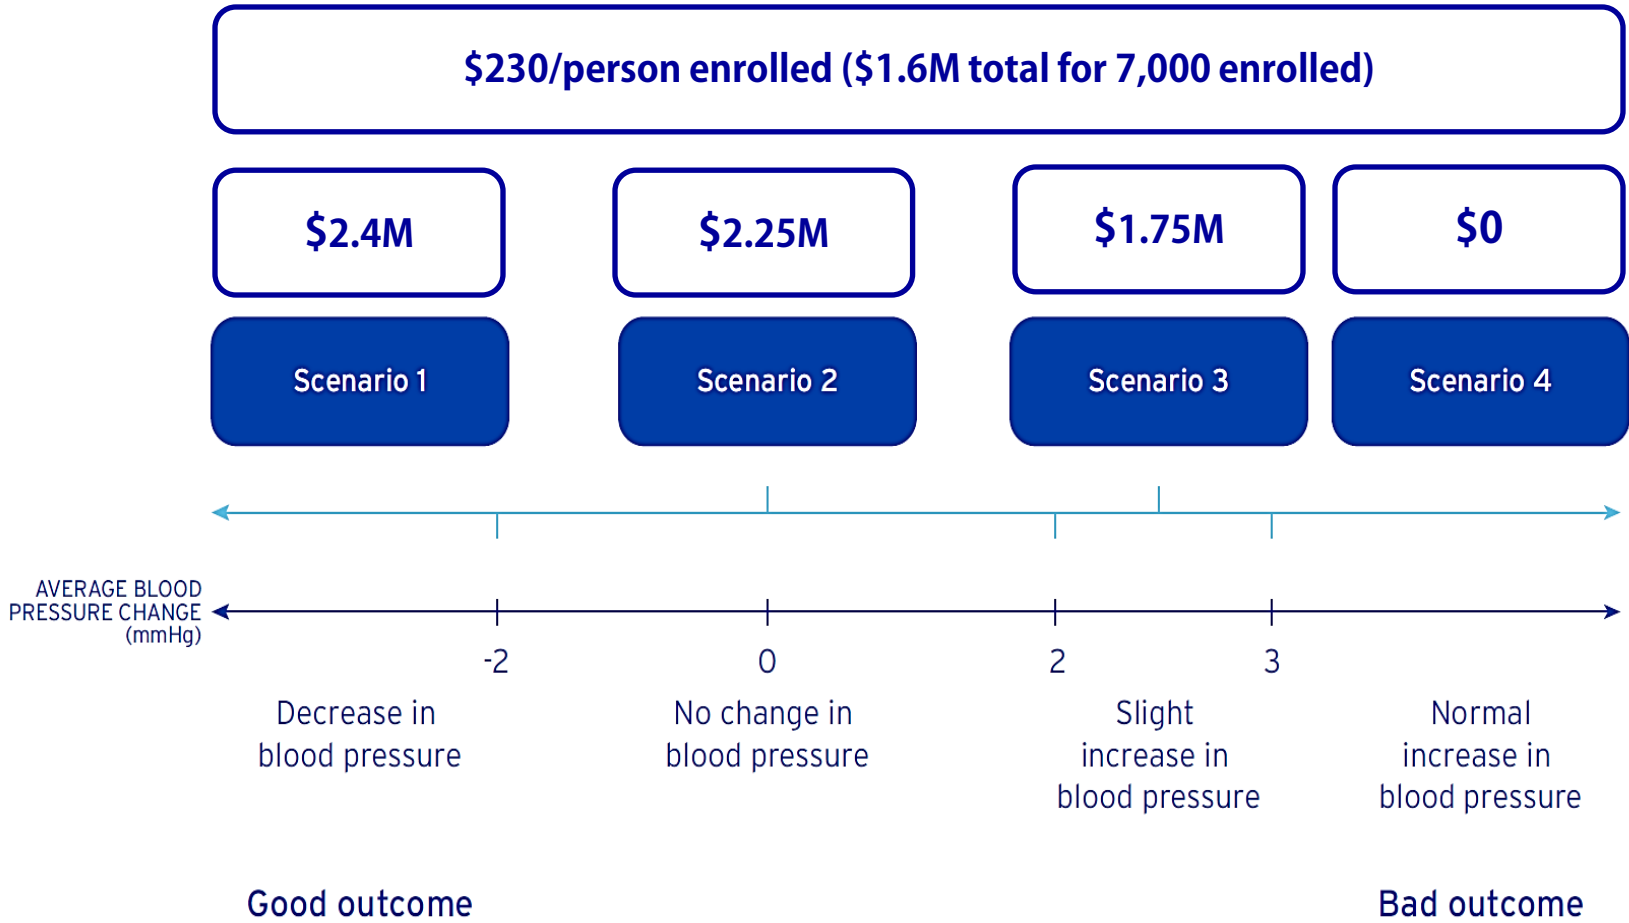 $230/person enrolled ($1.6M total for 7,000 enrolled)
$2.4M
$2.25M
$1.75M
$0
Scenario 1
Scenario 2
Scenario 3
Scenario 4
AVERAGE BLOOD
PRESSURE CHANGE
(mmHg)
-2
0
2
3
Decrease in
blood pressure
No change in
blood pressure
Slight
increase in
blood pressure
Normal
increase in
blood pressure
Good outcome
Bad outcome